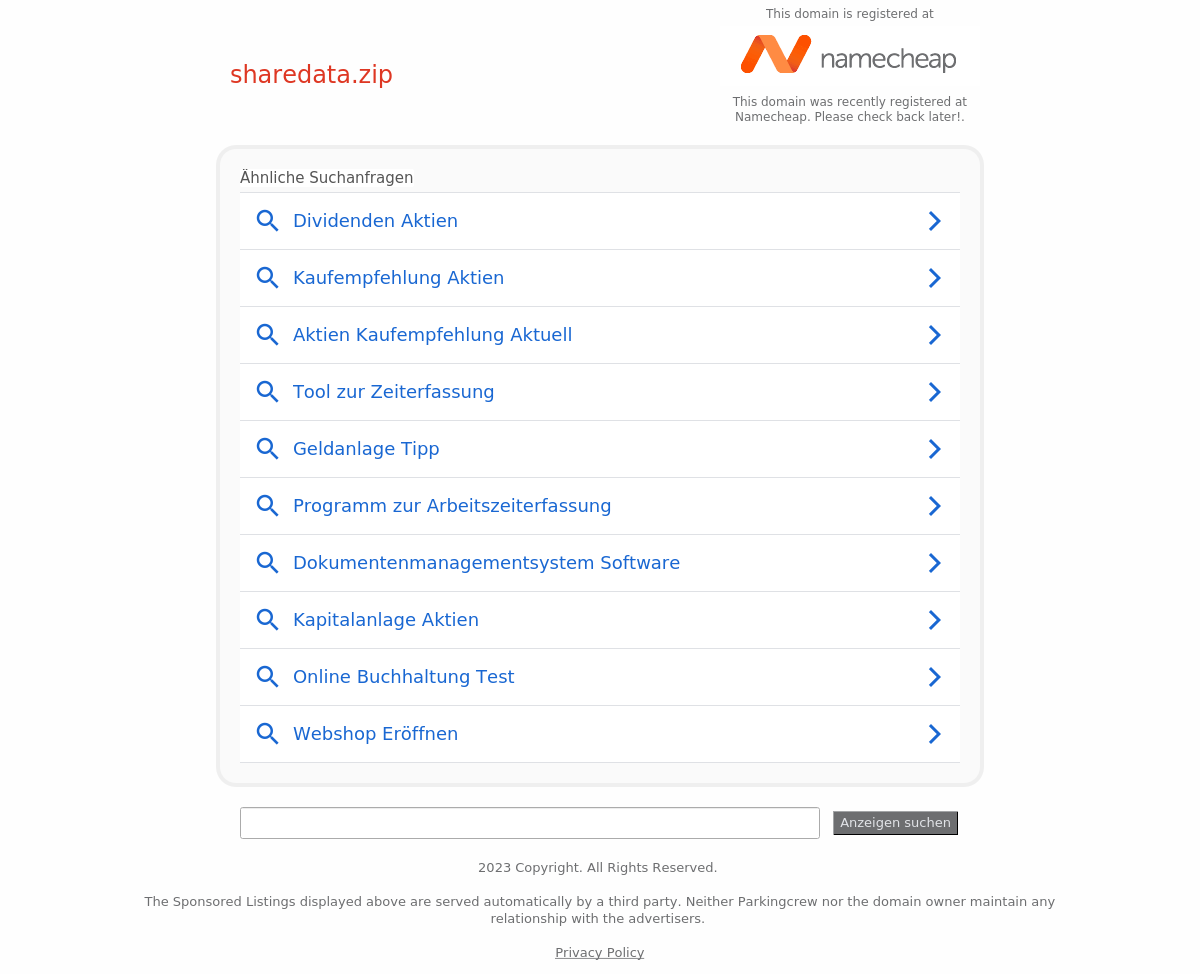 This domain is registered at
namecheap
sharedata.zip
This domain was recently registered at
Namecheap. Please check back later!.
Ähnliche Suchanfragen
Dividenden Aktien
Kaufempfehlung Aktien
Aktien Kaufempfehlung Aktuell
Tool zur Zeiterfassung
Geldanlage Tipp
Programm zur Arbeitszeiterfassung
Dokumentenmanagementsystem Software
Kapitalanlage Aktien
Online Buchhaltung Test
Webshop Eröffnen
Anzeigen suchen
2023 Copyright. All Rights Reserved.
The Sponsored Listings displayed above are served automatically by a third party. Neither Parkingcrew nor the domain owner maintain any
relationship with the advertisers.
Privacy Policy